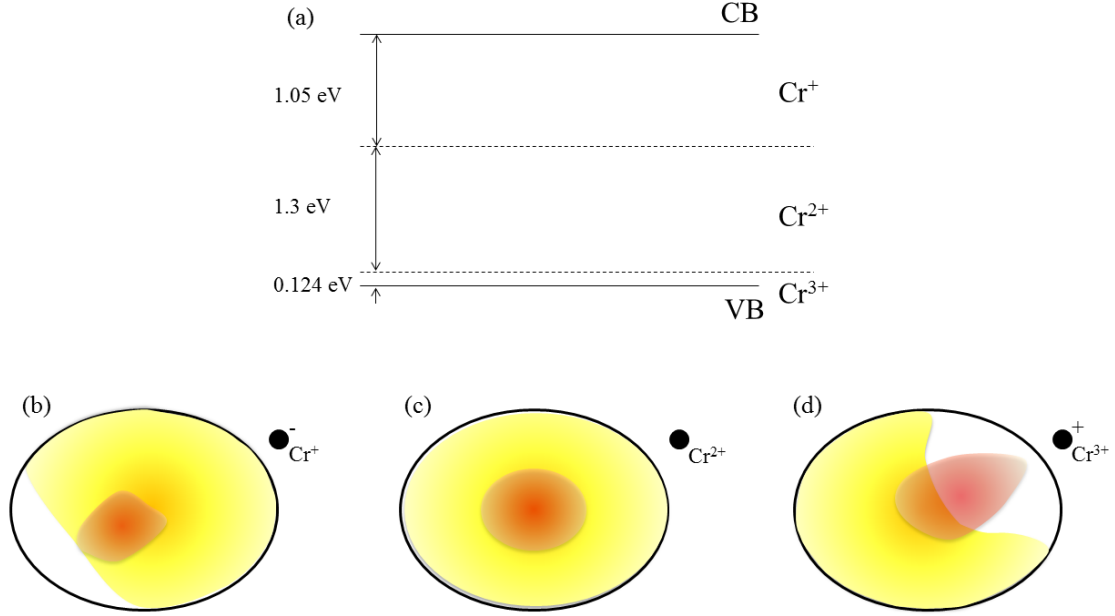 (a)
CB
1.05 eV
Cr⁺
1.3 eV
Cr²⁺
0.124 eV
Cr³⁺
VB
(b)
-
Cr⁺
(c)
Cr²⁺
(d)
+
Cr³⁺